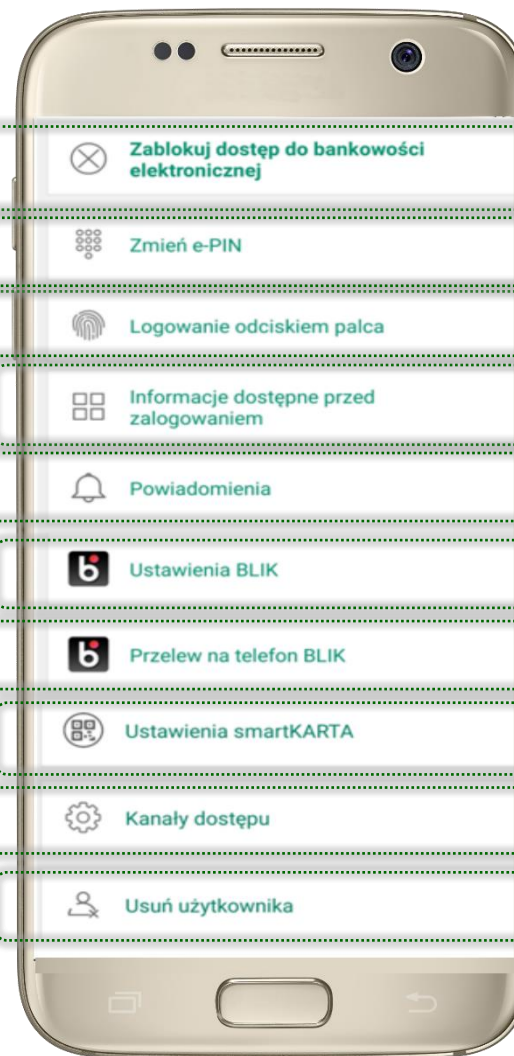 Zablokuj dostęp do bankowości
elektronicznej
Zmień e-PIN
Logowanie odciskiem palca
Informacje dostępne przed
zalogowaniem
Powiadomienia
Ustawienia BLIK
Przelew na telefon BLIK
Ustawienia smartKARTA
Kanały dostępu
Usuń użytkownika